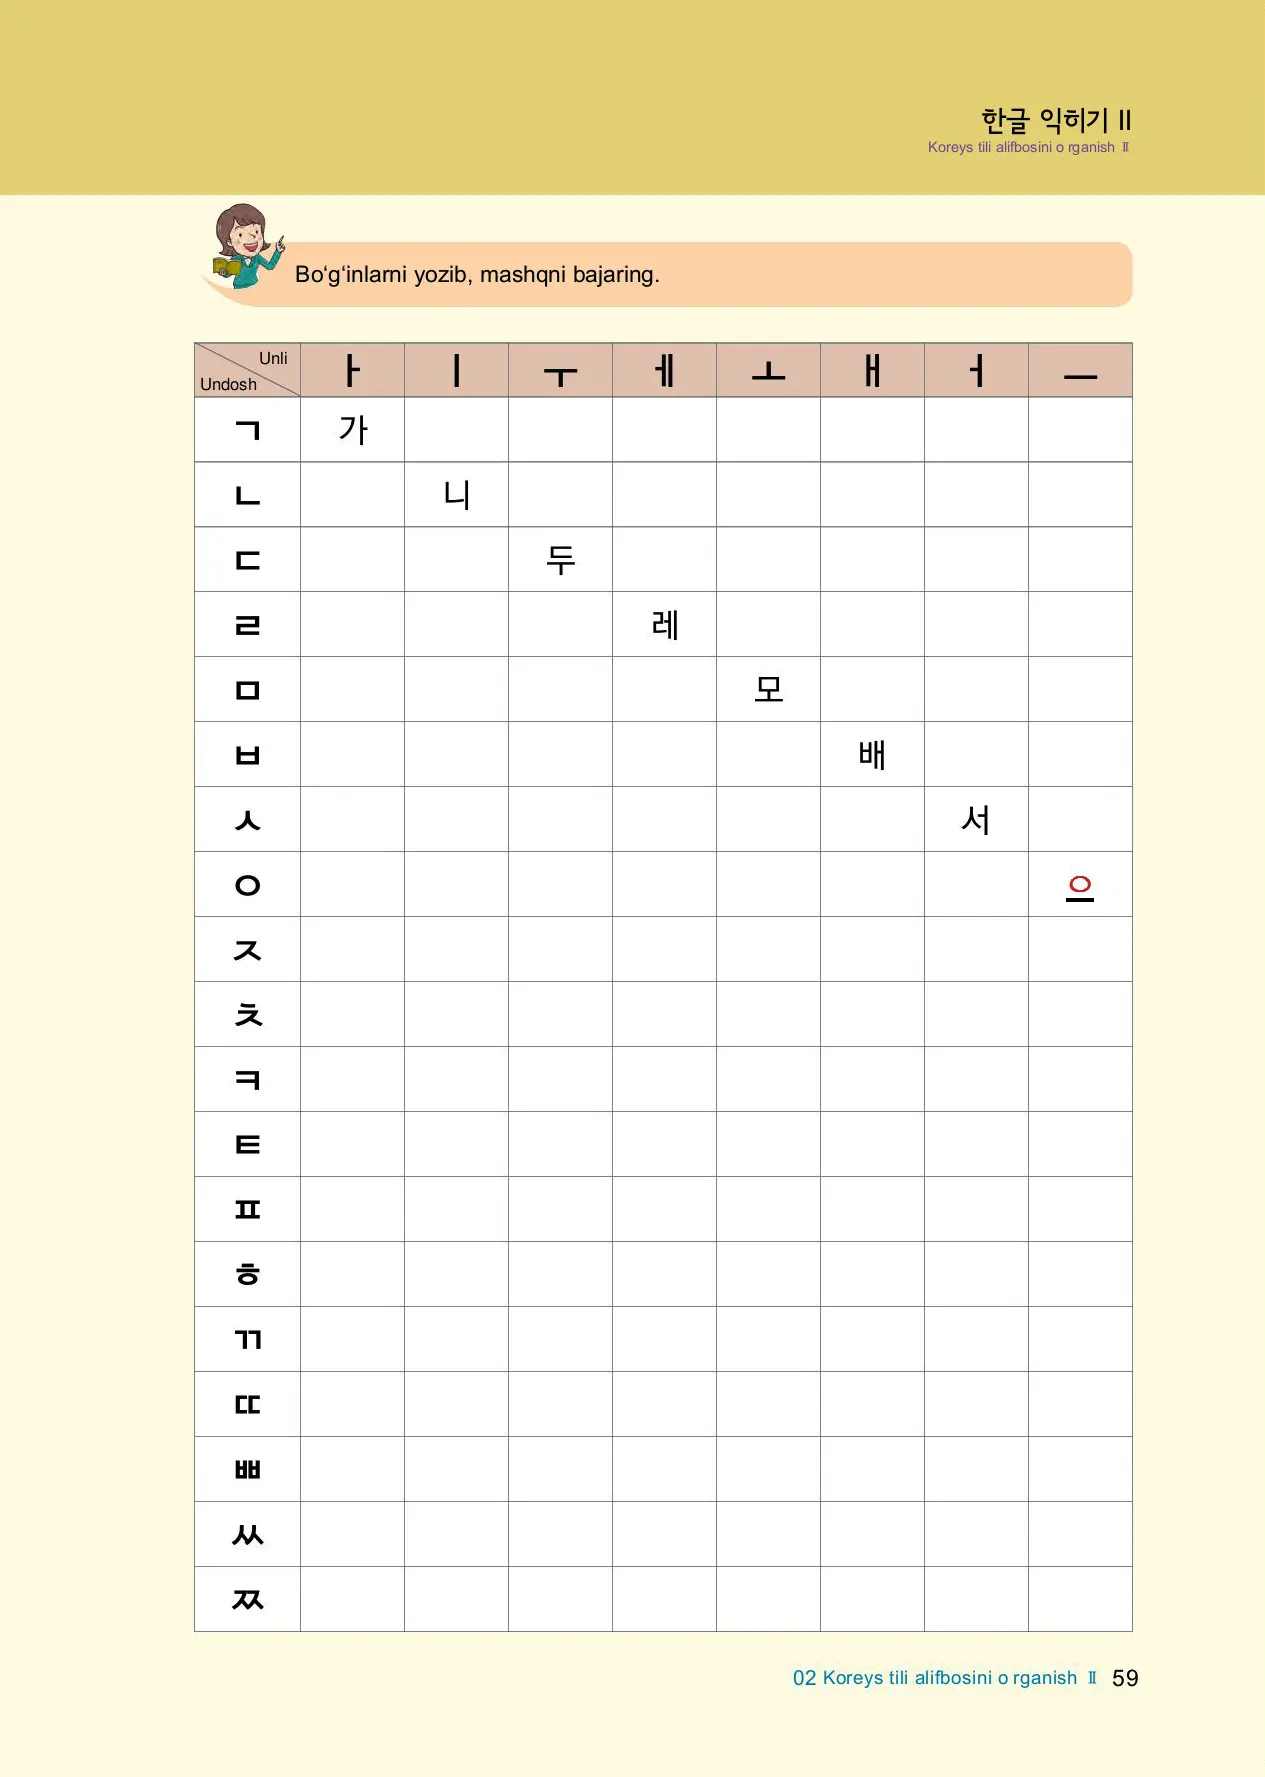 한글 익히기 II
Koreys tili alifbosini o rganish Ⅱ
Bo‘g‘inlarni yozib, mashqni bajaring.
Unli
Undosh ㅏ ㅣ ㅜ ㅔ ㅗ ㅐ ㅓ ㅡ
ㄱ 가
ㄴ 니
ㄷ 두
ㄹ 레
ㅁ 모
ㅂ 배
ㅅ 서
ㅇ 으
ㅈ
ㅊ
ㅋ
ㅌ
ㅍ
ㅎ
ㄲ
ㄸ
ㅃ
ㅆ
ㅉ
02 Koreys tili alifbosini o rganish Ⅱ 59